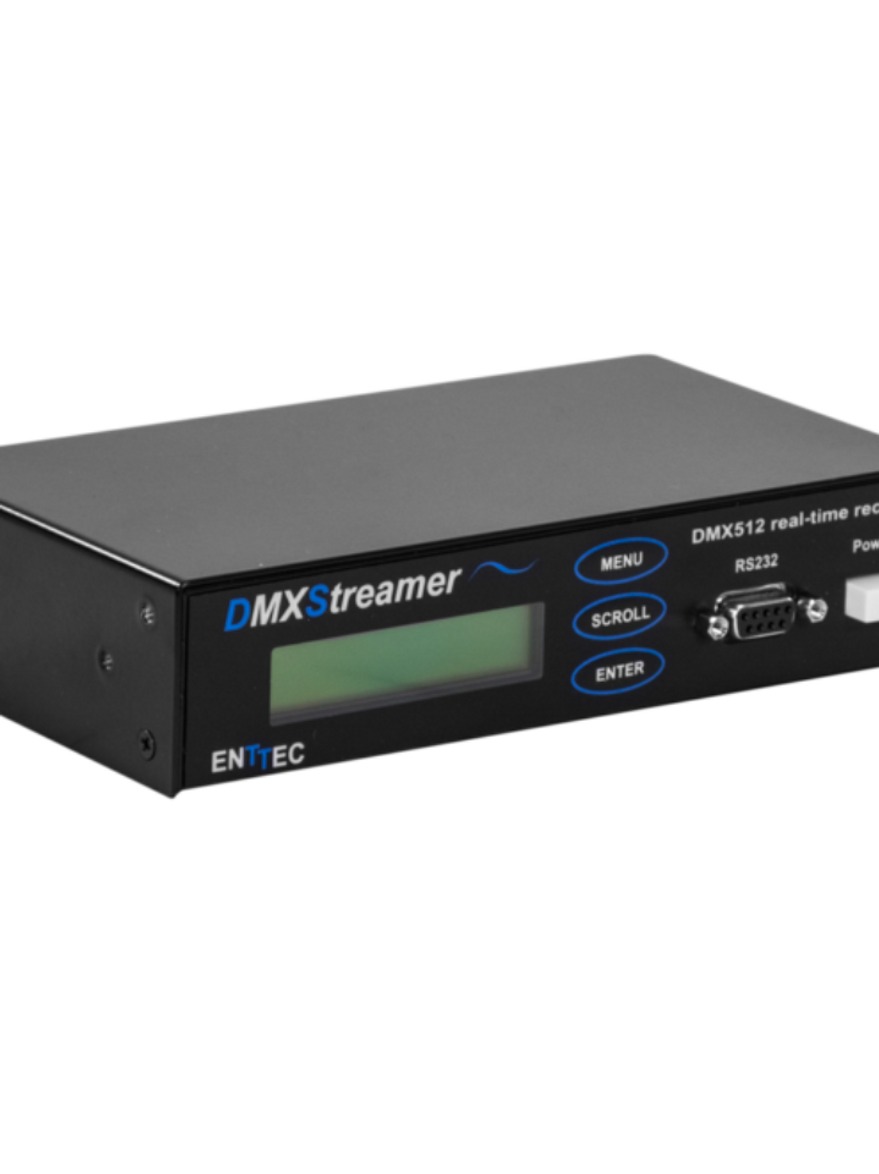 DMXStreamer
ENTTEC
MENU
SCROLL
ENTER
DMX512 real-time rec
RS232
Pow